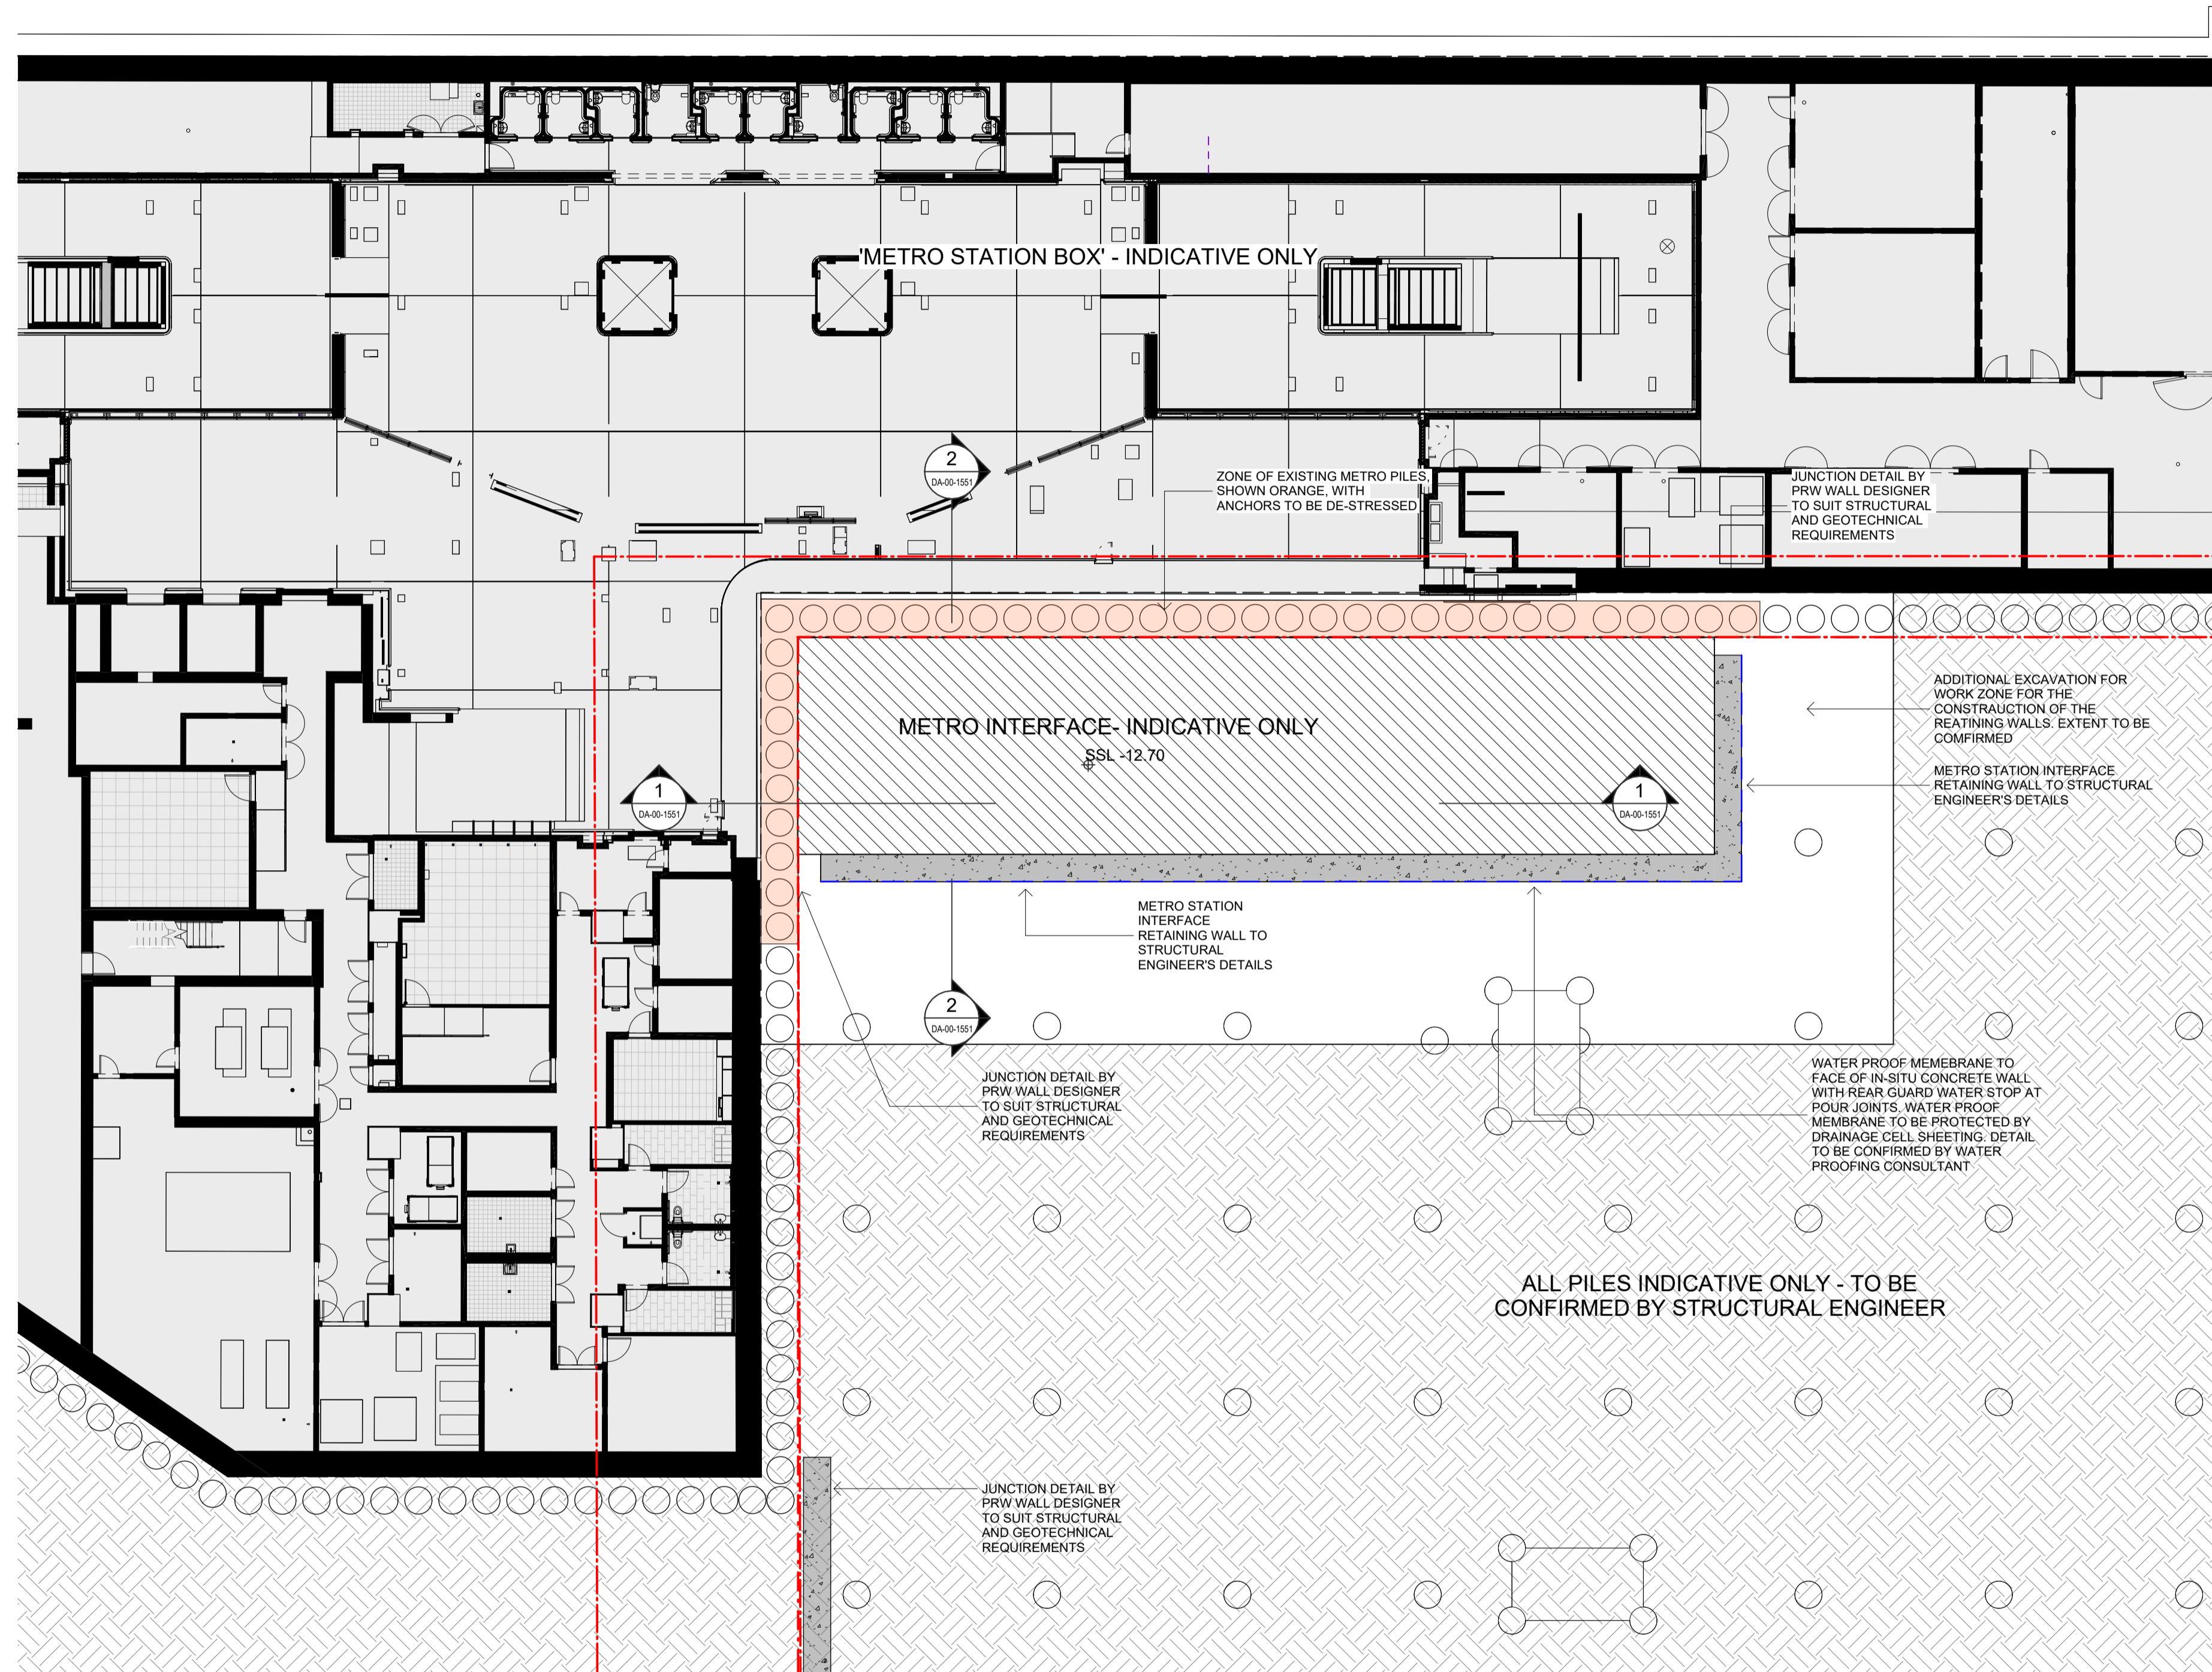 'METRO STATION BOX' - INDICATIVE ONLY
2
DA-00-1551
ZONE OF EXISTING METRO PILES,
SHOWN ORANGE, WITH
ANCHORS TO BE DE-STRESSED
JUNCTION DETAIL BY
PRW WALL DESIGNER
TO SUIT STRUCTURAL
AND GEOTECHNICAL
REQUIREMENTS
METRO INTERFACE- INDICATIVE ONLY
SSL -12.70
1
DA-00-1551
1
DA-00-1551
ADDITIONAL EXCAVATION FOR
WORK ZONE FOR THE
CONSTRAUCTION OF THE
REATINING WALLS. EXTENT TO BE
COMFIRMED
METRO STATION INTERFACE
RETAINING WALL TO STRUCTURAL
ENGINEER'S DETAILS
METRO STATION
INTERFACE
RETAINING WALL TO
STRUCTURAL
ENGINEER'S DETAILS
2
DA-00-1551
JUNCTION DETAIL BY
PRW WALL DESIGNER
TO SUIT STRUCTURAL
AND GEOTECHNICAL
REQUIREMENTS
WATER PROOF MEMEBRANE TO
FACE OF IN-SITU CONCRETE WALL
WITH REAR GUARD WATER STOP AT
POUR JOINTS. WATER PROOF
MEMBRANE TO BE PROTECTED BY
DRAINAGE CELL SHEETING. DETAIL
TO BE CONFIRMED BY WATER
PROOFING CONSULTANT
ALL PILES INDICATIVE ONLY - TO BE
CONFIRMED BY STRUCTURAL ENGINEER
JUNCTION DETAIL BY
PRW WALL DESIGNER
TO SUIT STRUCTURAL
AND GEOTECHNICAL
REQUIREMENTS